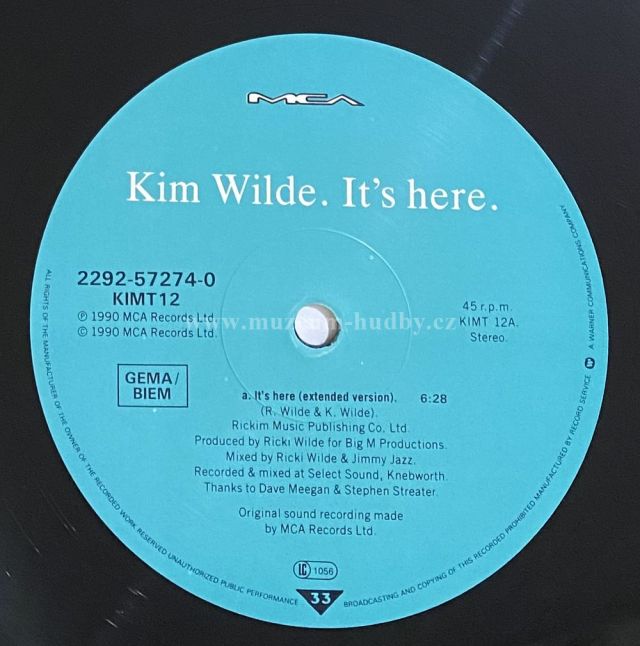 MCA
Kim Wilde. It's here.
2292-57274-0
KIMT12
℗ 1990 MCA Records Ltd.
© 1990 MCA Records Ltd.
45 r.p.m.
KIMT 12A.
Stereo.
www.muzeum-hudby.cz
GEMA/
BIEM
a. It's here (extended version). 6:28
(R. Wilde & K. Wilde).
Rickim Music Publishing Co. Ltd.
Produced by Ricki Wilde for Big M Productions.
Mixed by Ricki Wilde & Jimmy Jazz.
Recorded & mixed at Select Sound, Knebworth.
Thanks to Dave Meegan & Stephen Streater.
Original sound recording made
by MCA Records Ltd.
LC 1056
33
ALL RIGHTS OF THE MANUFACTURER OF THE OWNER OF THE RECORDED WORK RESERVED UNAUTHORIZED PUBLIC PERFORMANCE BROADCASTING AND COPYING OF THIS RECORD PROHIBITED MANUFACTURED BY RECORD SERVICE A WARNER COMMUNICATIONS COMPANY